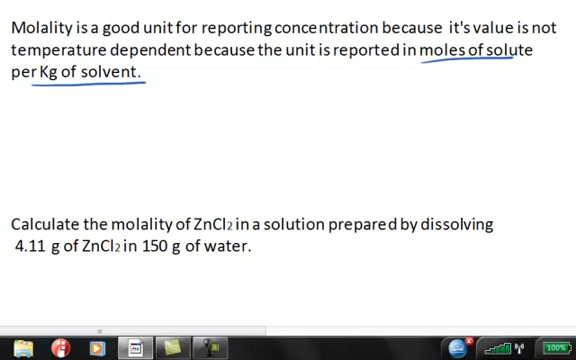 Molality is a good unit for reporting concentration because it's value is not
temperature dependent because the unit is reported in moles of solute
per Kg of solvent.
Calculate the molality of ZnCl2 in a solution prepared by dissolving
4.11 g of ZnCl2 in 150 g of water.
100%